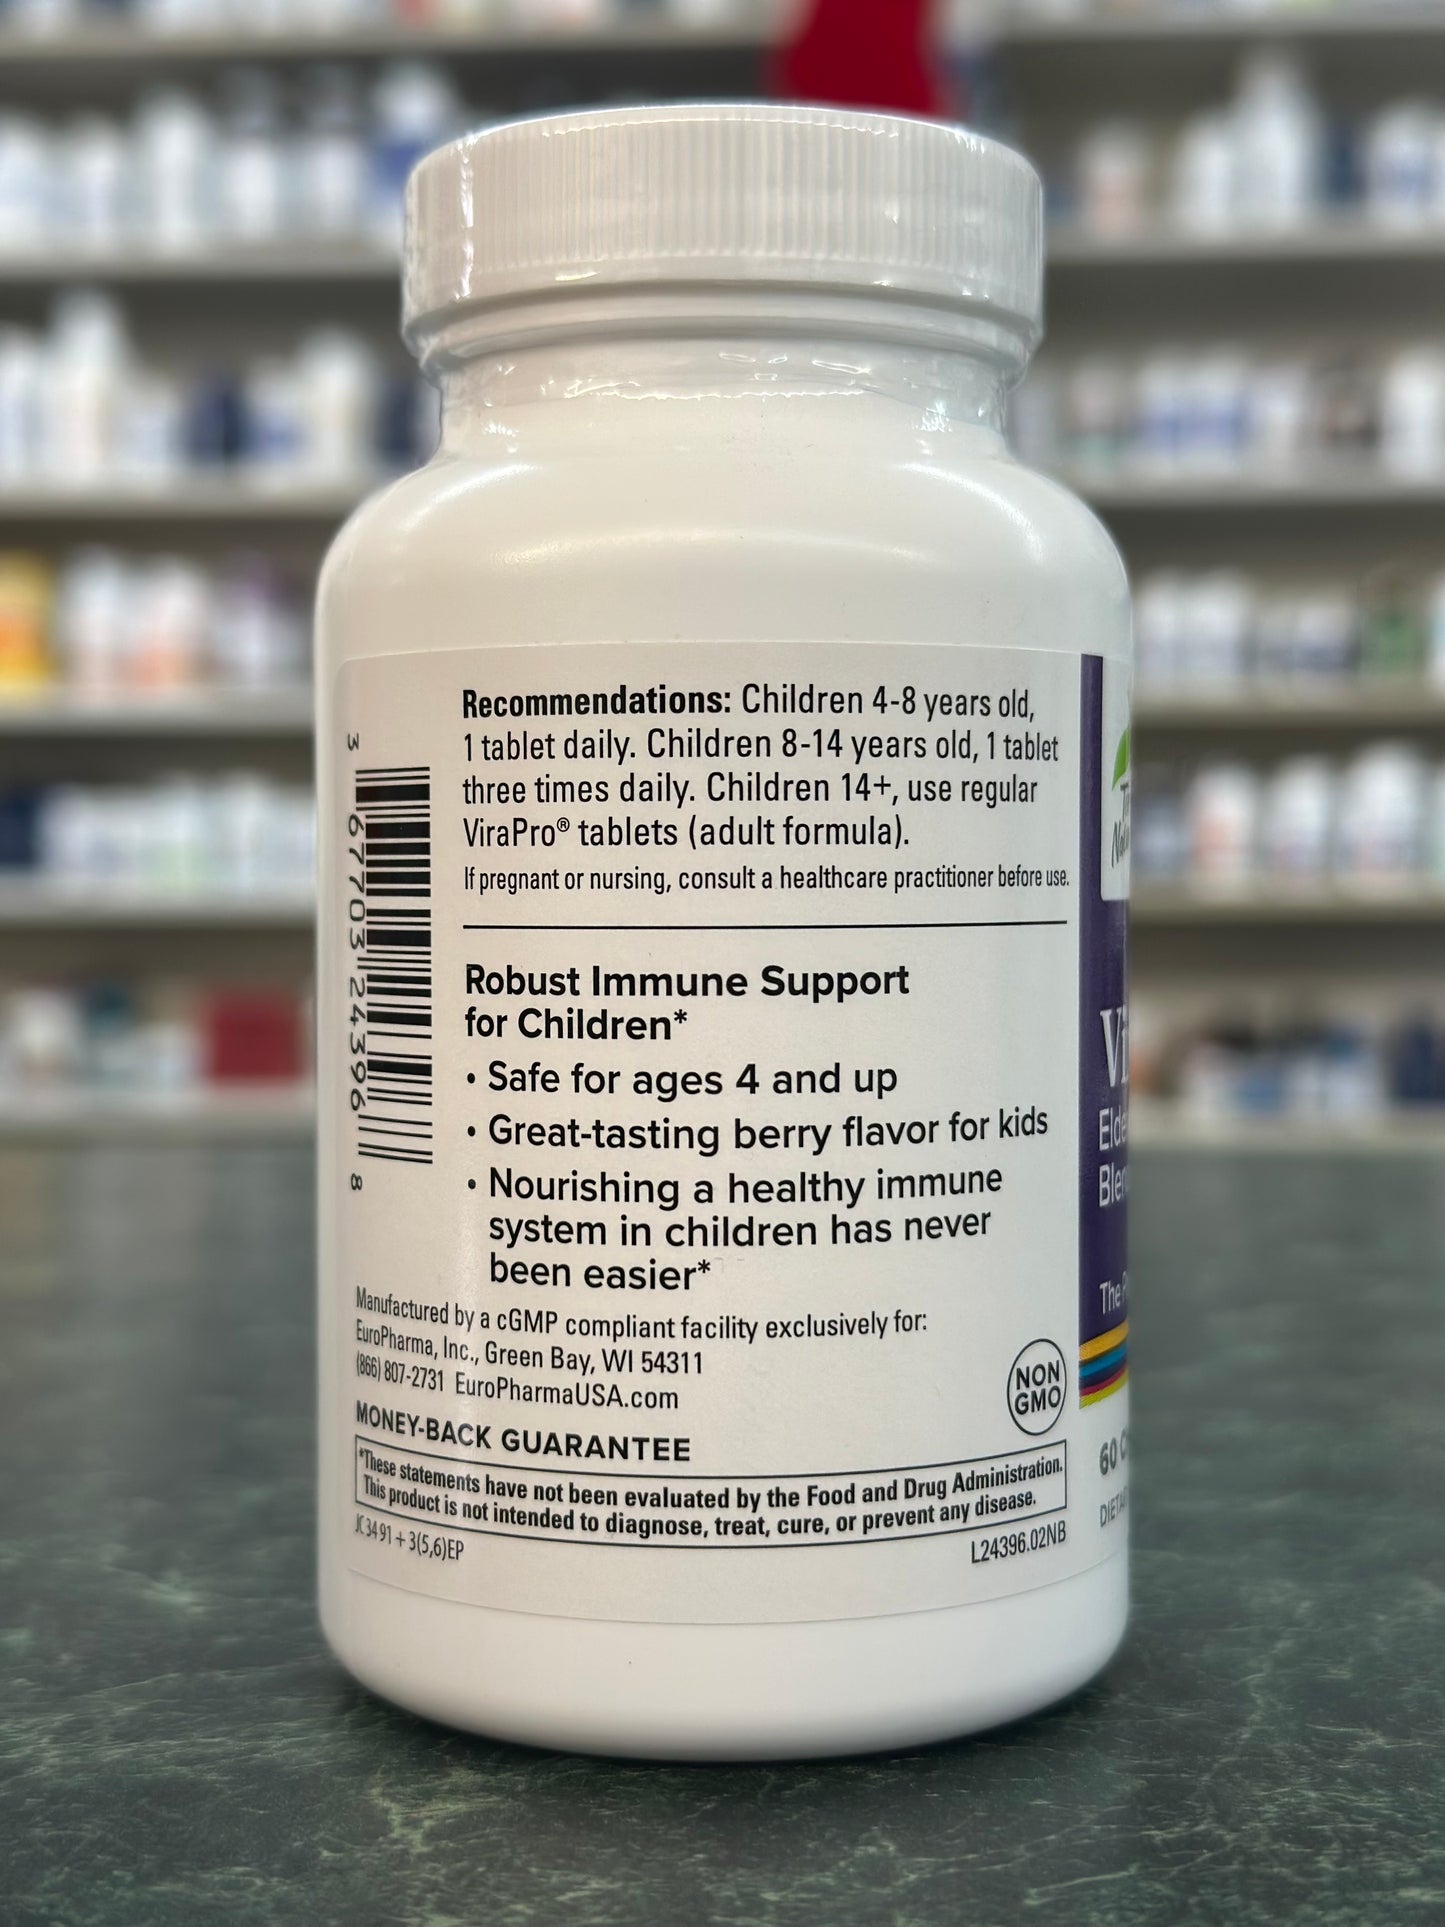 Recommendations: Children 4-8 years old,
1 tablet daily. Children 8-14 years old, 1 tablet
three times daily. Children 14+, use regular
ViraPro® tablets (adult formula).
If pregnant or nursing, consult a healthcare practitioner before use.
Robust Immune Support
for Children*
• Safe for ages 4 and up
• Great-tasting berry flavor for kids
• Nourishing a healthy immune
system in children has never
been easier*
3 67703 24396 8
Manufactured by a cGMP compliant facility exclusively for:
EuroPharma, Inc., Green Bay, WI 54311
(866) 807-2731 EuroPharmaUSA.com
MONEY-BACK GUARANTEE
NON
GMO
*These statements have not been evaluated by the Food and Drug Administration.
This product is not intended to diagnose, treat, cure, or prevent any disease.
JC3491 + 3(5,6)EP
L24396.02NB
The
60